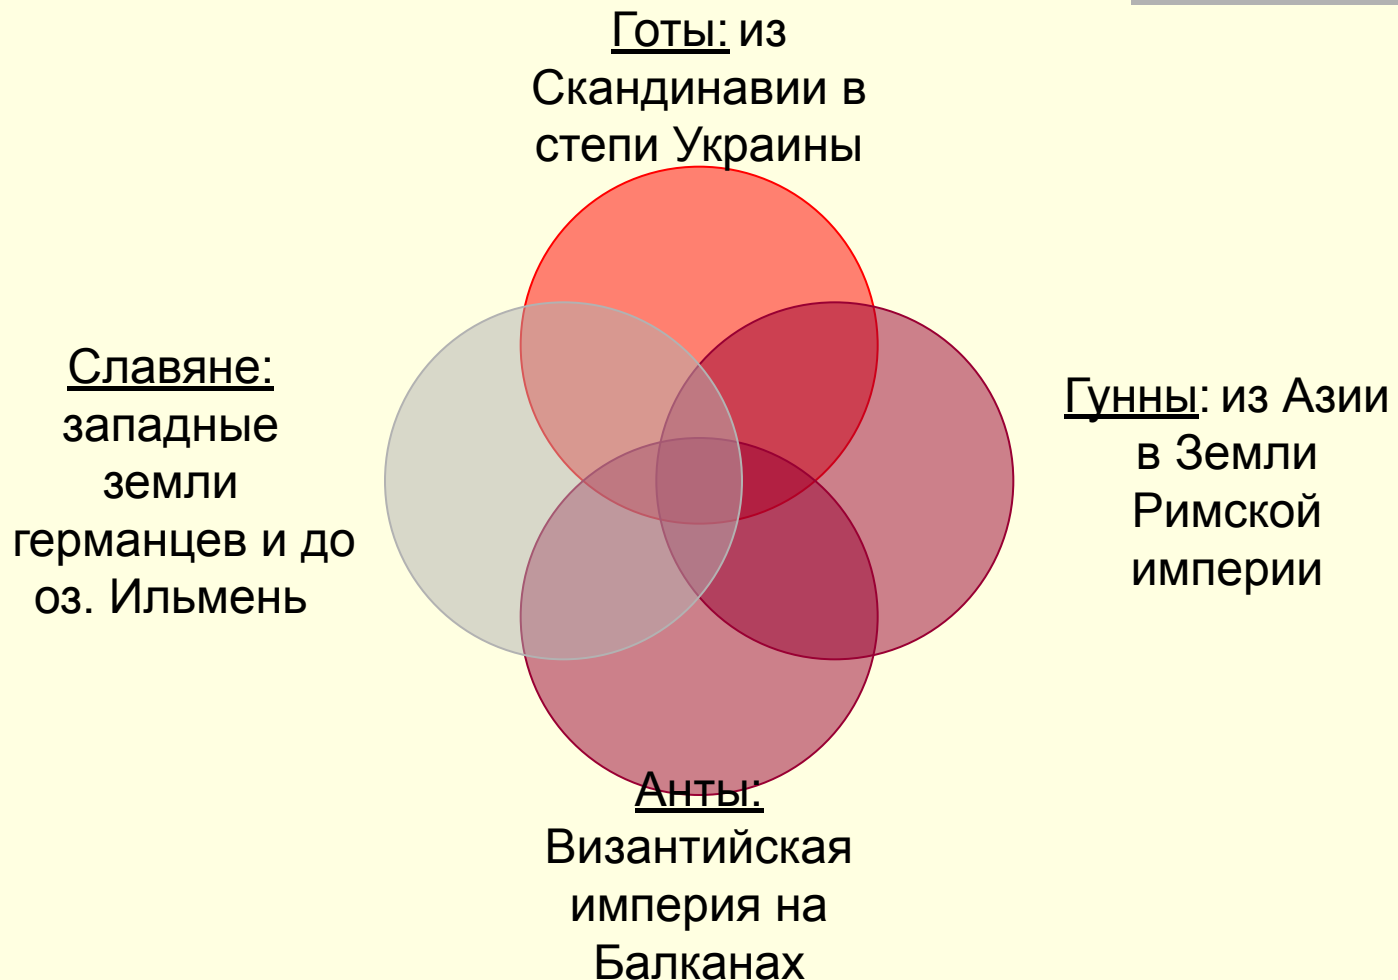 Готы: из
Скандинавии в
степи Украины
Славяне:
западные
земли
германцев и до
оз. Ильмень
Гунны: из Азии
в Земли
Римской
империи
Анты:
Византийская
империя на
Балканах